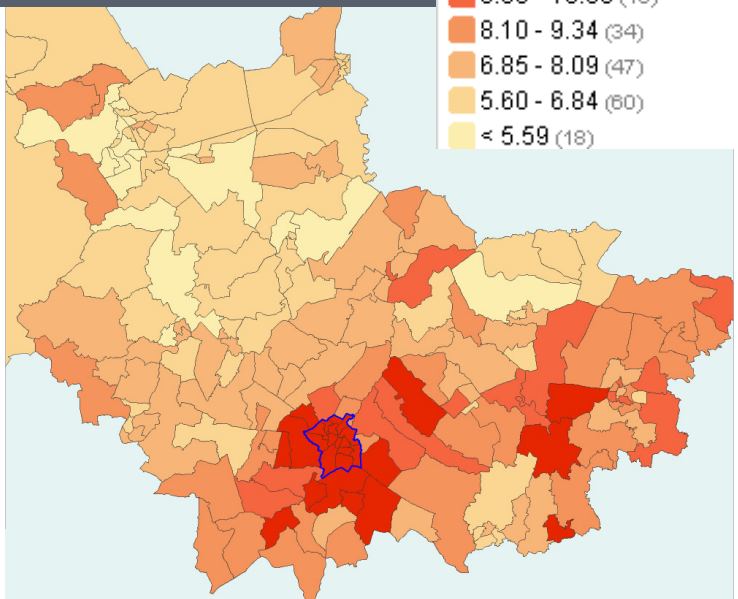 8.10 - 9.34 (34)
6.85 - 8.09 (47)
5.60 - 6.84 (60)
< 5.59 (18)